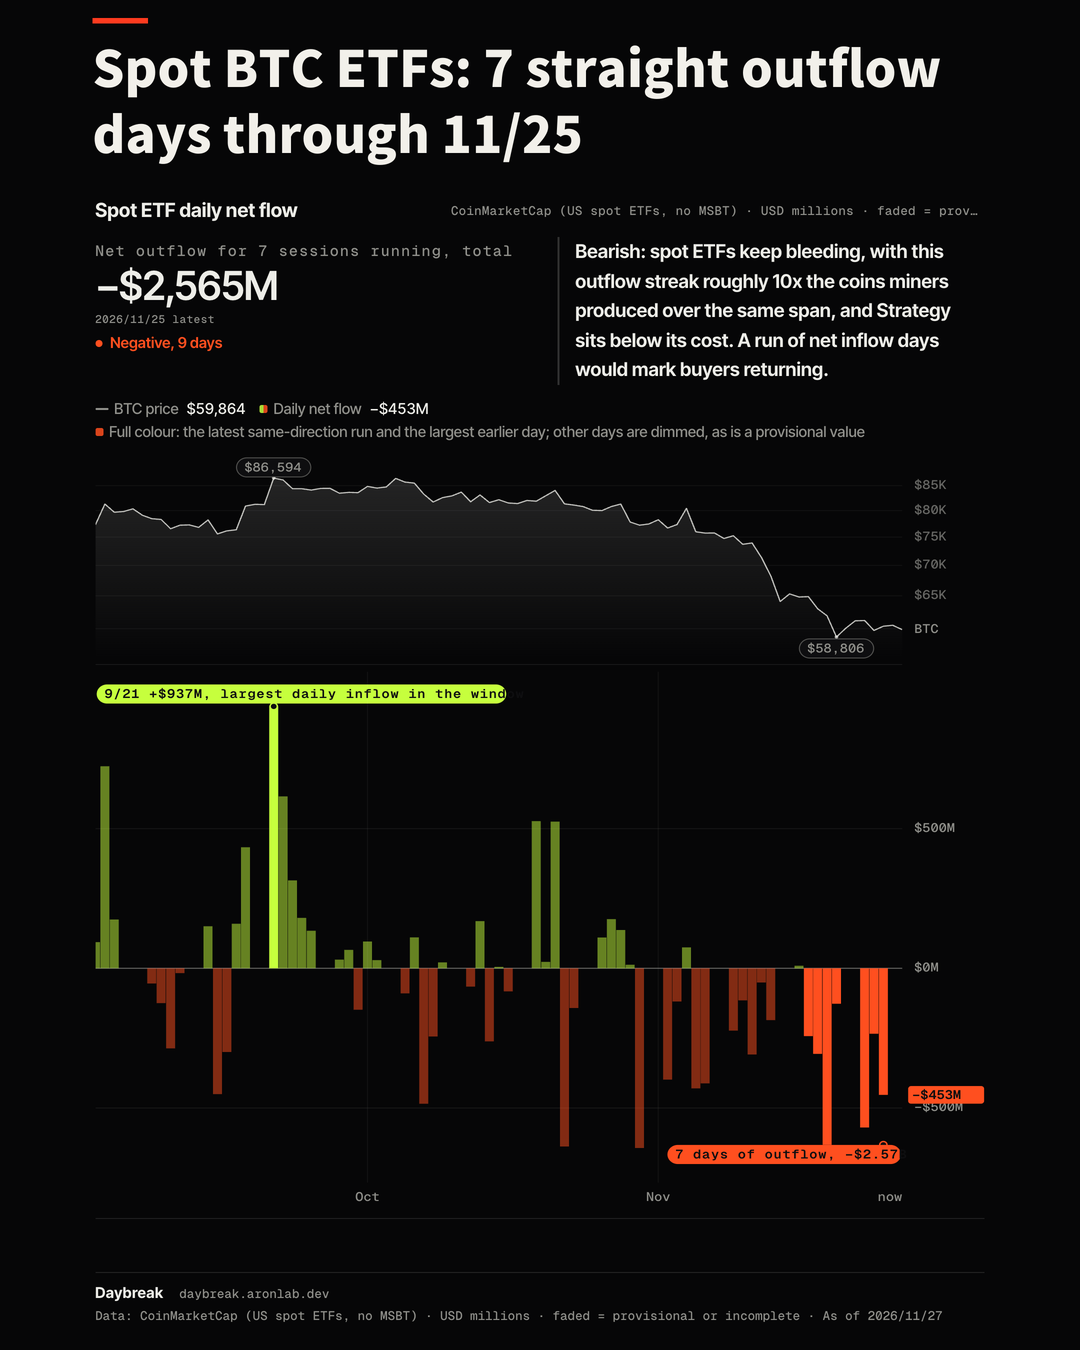 Spot BTC ETFs: 7 straight outflow
days through 11/25
Spot ETF daily net flow
CoinMarketCap (US spot ETFs, no MSBT) · USD millions · faded = prov…
Net outflow for 7 sessions running, total
−$2,565M
2026/11/25 latest
Negative, 9 days
Bearish: spot ETFs keep bleeding, with this
outflow streak roughly 10x the coins miners
produced over the same span, and Strategy
sits below its cost. A run of net inflow days
would mark buyers returning.
BTC price $59,864 Daily net flow −$453M
Full colour: the latest same-direction run and the largest earlier day; other days are dimmed, as is a provisional value
$86,594
$85K
$80K
$75K
$70K
$65K
BTC
$58,806
9/21 +$937M, largest daily inflow in the window
$500M
$0M
−$453M
−$500M
7 days of outflow, −$2.57
Oct
Nov
now
Daybreak daybreak.aronlab.dev
Data: CoinMarketCap (US spot ETFs, no MSBT) · USD millions · faded = provisional or incomplete · As of 2026/11/27